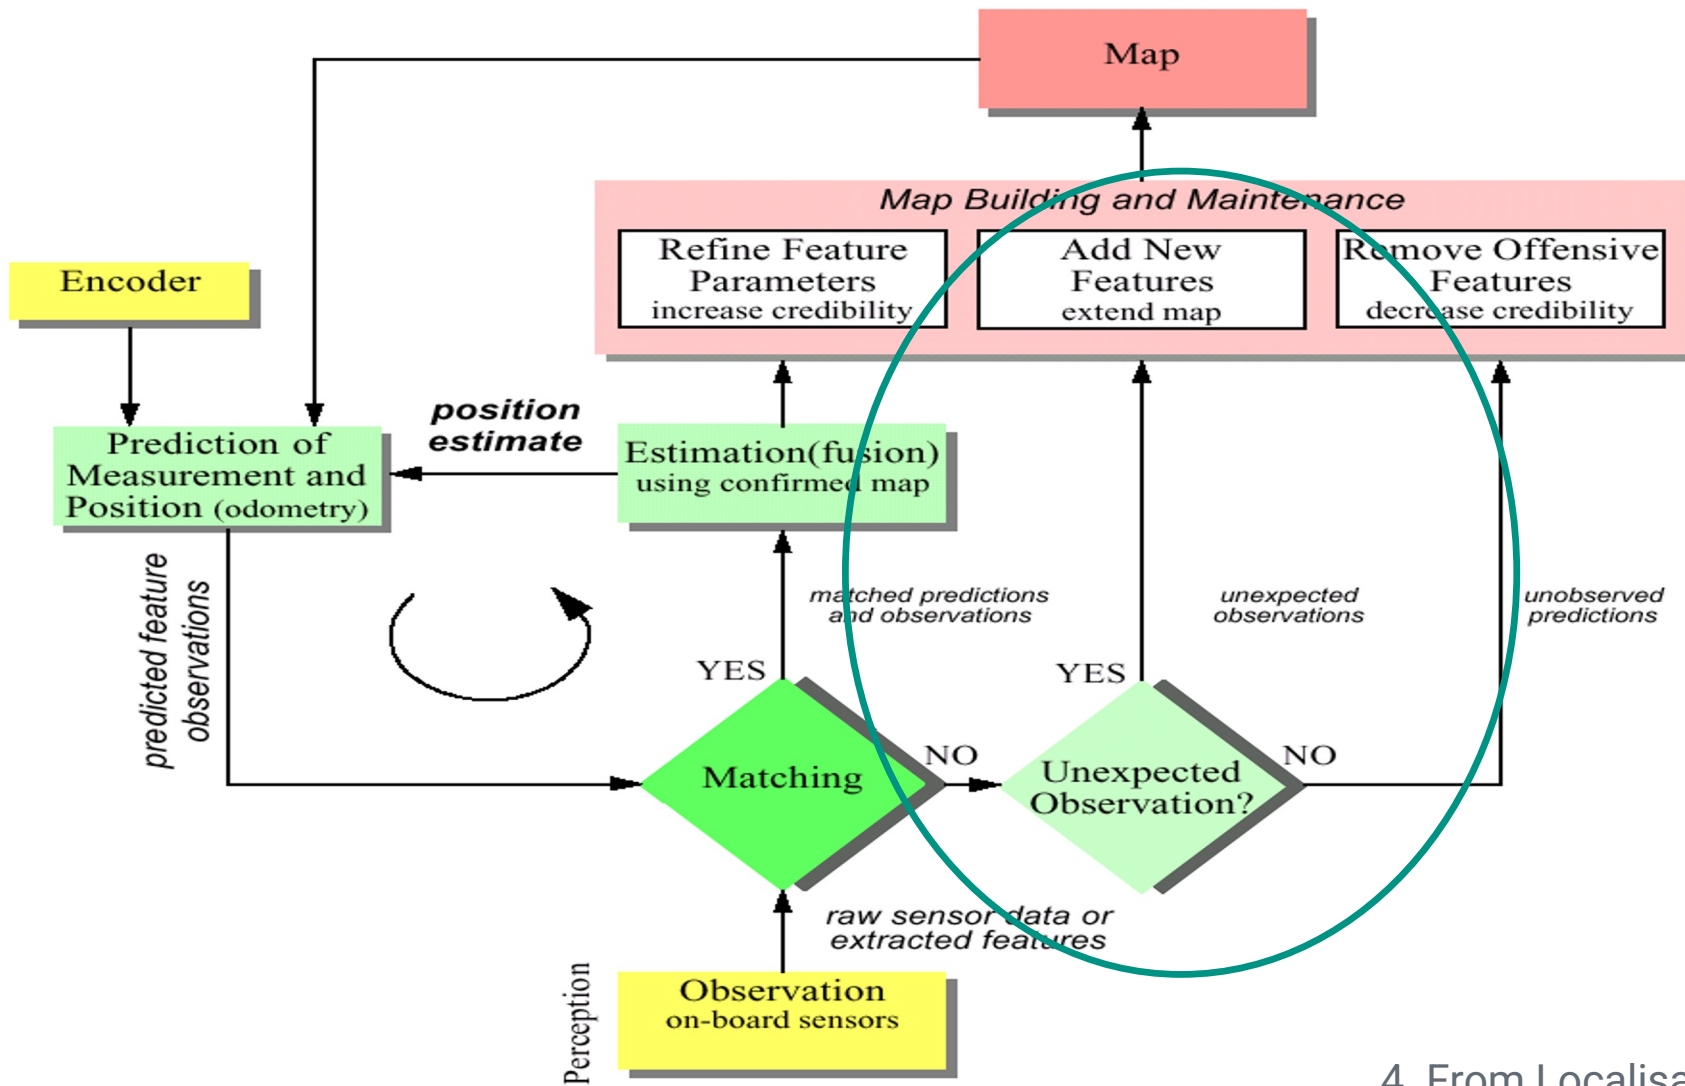 Map
Map Building and Maintenance
Refine Feature
Parameters
increase credibility
Add New
Features
extend map
Remove Offensive
Features
decrease credibility
Encoder
position
estimate
Prediction of
Measurement and
Position (odometry)
Estimation(fusion)
using confirmed map
predicted feature
observations
matched predictions
and observations
unexpected
observations
unobserved
predictions
YES
YES
NO
NO
Matching
Unexpected
Observation?
raw sensor data or
extracted features
Perception
Observation
on-board sensors
4. From Localisa